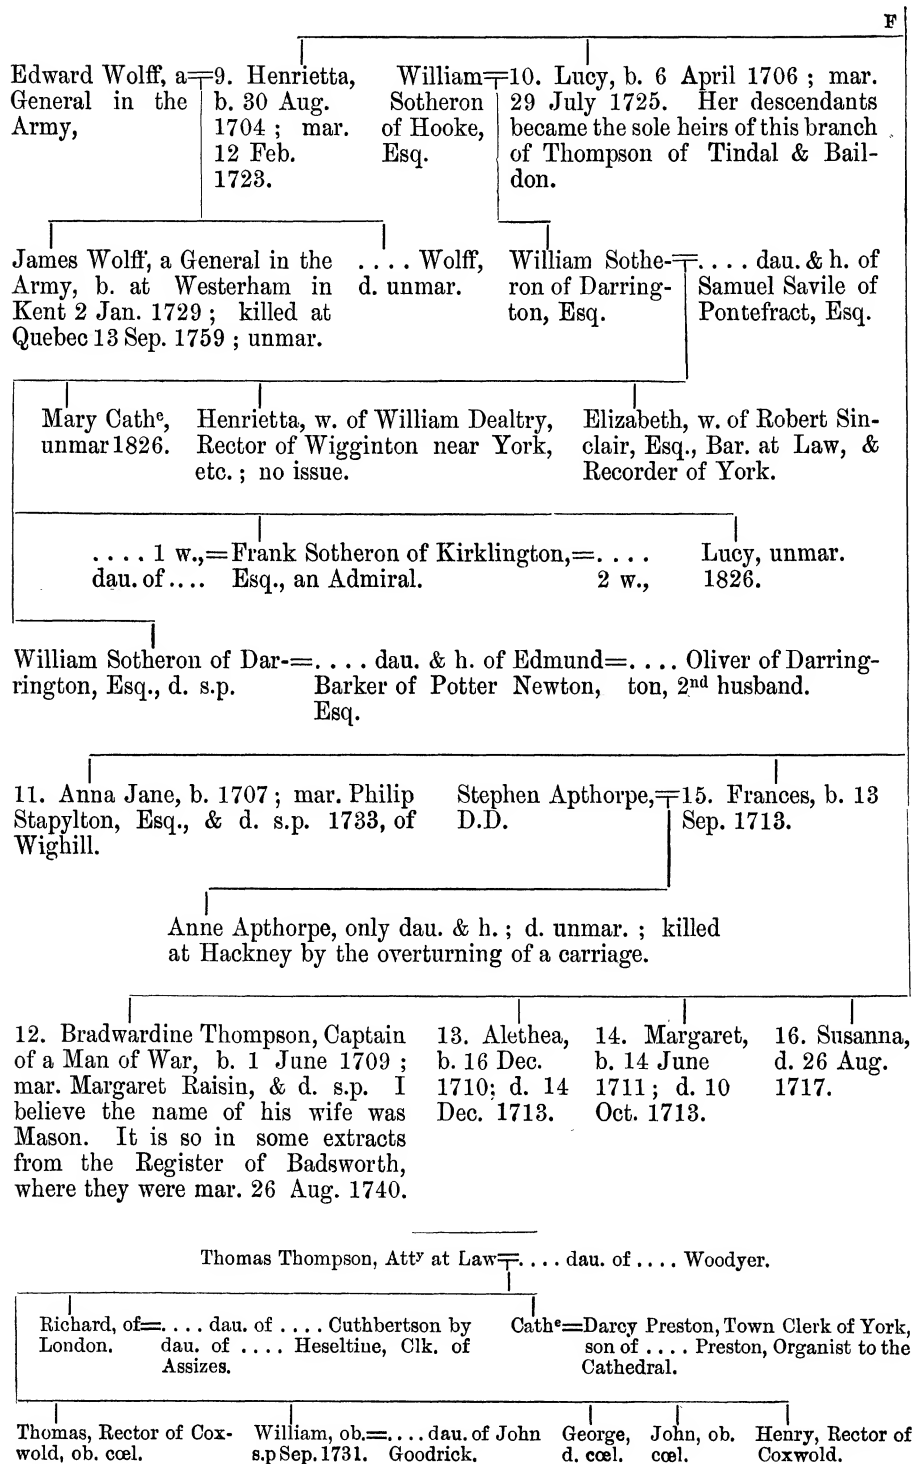 F
Edward Wolff, a
General in the
Army,
9. Henrietta,
b. 30 Aug.
1704 ; mar.
12 Feb.
1723.
William
Sotheron
of Hooke,
Esq.
10. Lucy, b. 6 April 1706 ; mar.
29 July 1725. Her descendants
became the sole heirs of this branch
of Thompson of Tindal & Bail-
don.
James Wolff, a General in the
Army, b. at Westerham in
Kent 2 Jan. 1729 ; killed at
Quebec 13 Sep. 1759 ; unmar.
. . . . Wolff,
d. unmar.
William Sothe-
ron of Darring-
ton, Esq.
. . . . dau. & h. of
Samuel Savile of
Pontefract, Esq.
Mary Cathe,
unmar 1826.
Henrietta, w. of William Dealtry,
Rector of Wigginton near York,
etc. ; no issue.
Elizabeth, w. of Robert Sin-
clair, Esq., Bar. at Law, &
Recorder of York.
. . . . 1 w.,=
dau. of . . . .
Frank Sotheron of Kirklington,=
Esq., an Admiral.
. . . .
2 w.,
Lucy, unmar.
1826.
William Sotheron of Dar-=
rington, Esq., d. s.p.
. . . . dau. & h. of Edmund=
Barker of Potter Newton,
Esq.
. . . . Oliver of Darring-
ton, 2nd husband.
11. Anna Jane, b. 1707 ; mar. Philip
Stapylton, Esq., & d. s.p. 1733, of
Wighill.
Stephen Apthorpe,
D.D.
15. Frances, b. 13
Sep. 1713.
Anne Apthorpe, only dau. & h. ; d. unmar. ; killed
at Hackney by the overturning of a carriage.
12. Bradwardine Thompson, Captain
of a Man of War, b. 1 June 1709 ;
mar. Margaret Raisin, & d. s.p. I
believe the name of his wife was
Mason. It is so in some extracts
from the Register of Badsworth,
where they were mar. 26 Aug. 1740.
13. Alethea,
b. 16 Dec.
1710; d. 14
Dec. 1713.
14. Margaret,
b. 14 June
1711 ; d. 10
Oct. 1713.
16. Susanna,
d. 26 Aug.
1717.
Thomas Thompson, Atty at Law=. . . . dau. of . . . . Woodyer.
Richard, of=
London.
. . . . dau. of . . . . Cuthbertson by
dau. of . . . . Heseltine, Clk. of
Assizes.
Cathe=Darcy Preston, Town Clerk of York,
son of . . . . Preston, Organist to the
Cathedral.
Thomas, Rector of Cox-
wold, ob. cœl.
William, ob.=
s.p Sep. 1731.
. . . . dau. of John
Goodrick.
George,
d. cœl.
John, ob.
cœl.
Henry, Rector of
Coxwold.